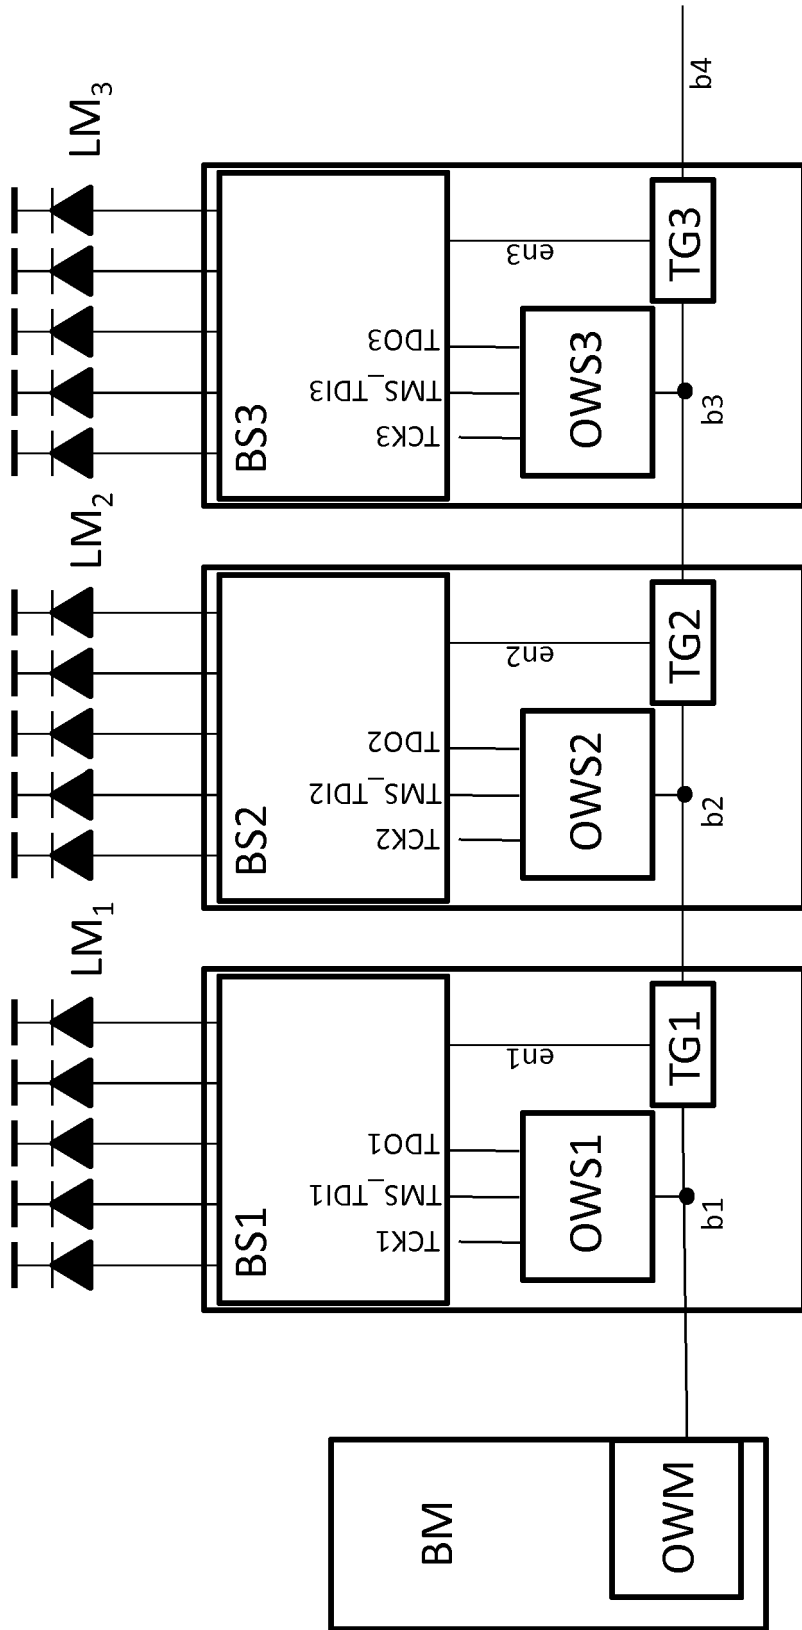 BM
OWM
LM1
BS1
TCK1
TMS_TDI1
TDO1
en1
OWS1
TG1
b1
LM2
BS2
TCK2
TMS_TDI2
TDO2
en2
OWS2
TG2
b2
LM3
BS3
TCK3
TMS_TDI3
TDO3
en3
OWS3
TG3
b3
b4